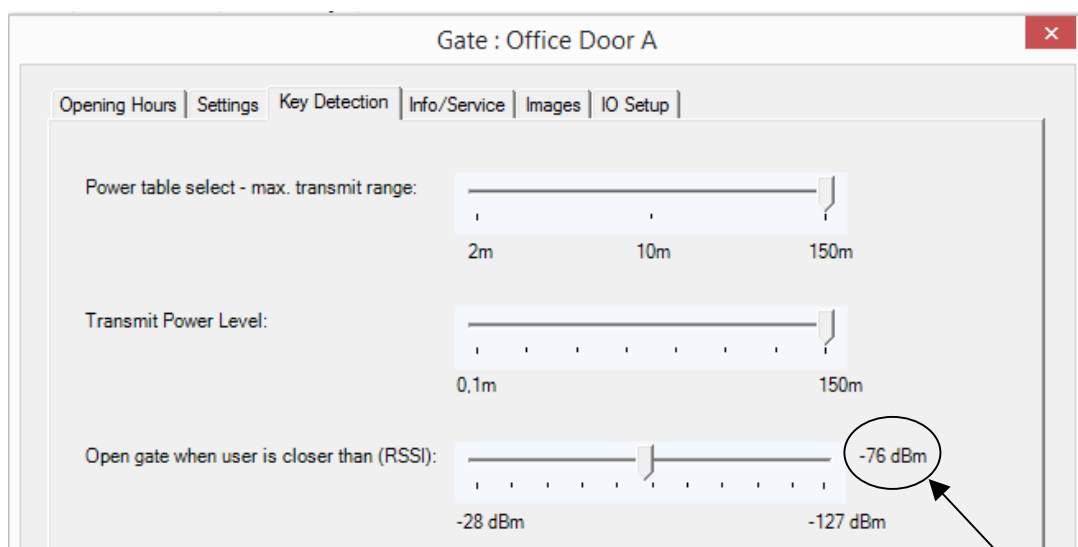 Gate : Office Door A
Opening Hours Settings Key Detection Info/Service Images IO Setup
Power table select - max. transmit range:
2m 10m 150m
Transmit Power Level:
0,1m 150m
Open gate when user is closer than (RSSI): -76 dBm
-28 dBm -127 dBm